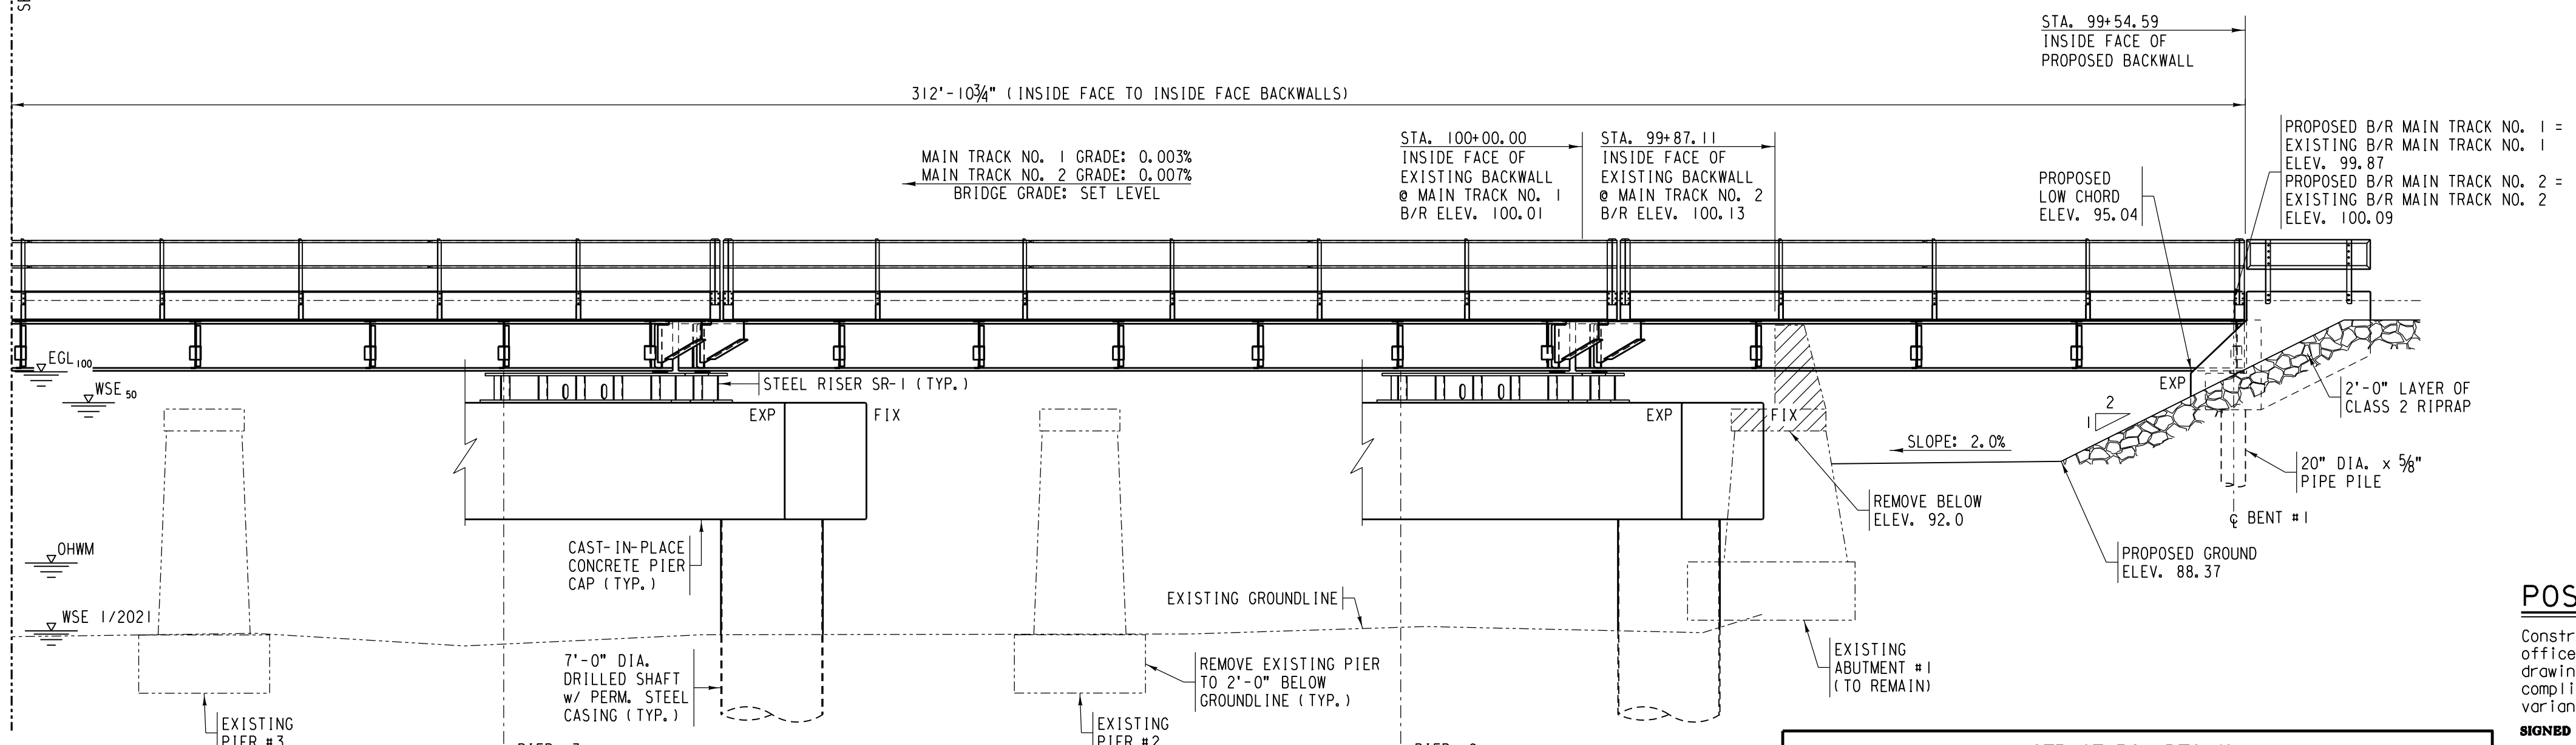 STA. 99+54.59
INSIDE FACE OF
PROPOSED BACKWALL
312'-10¾" (INSIDE FACE TO INSIDE FACE BACKWALLS)
MAIN TRACK NO. 1 GRADE: 0.003%
MAIN TRACK NO. 2 GRADE: 0.007%
BRIDGE GRADE: SET LEVEL
STA. 100+00.00
INSIDE FACE OF
EXISTING BACKWALL
@ MAIN TRACK NO. 1
B/R ELEV. 100.01
STA. 99+87.11
INSIDE FACE OF
EXISTING BACKWALL
@ MAIN TRACK NO. 2
B/R ELEV. 100.13
PROPOSED
LOW CHORD
ELEV. 95.04
PROPOSED B/R MAIN TRACK NO. 1 =
EXISTING B/R MAIN TRACK NO. 1
ELEV. 99.87
PROPOSED B/R MAIN TRACK NO. 2 =
EXISTING B/R MAIN TRACK NO. 2
ELEV. 100.09
EGL 100
WSE 50
STEEL RISER SR-1 (TYP.)
EXP
FIX
EXP
FIX
EXP
2'-0" LAYER OF
CLASS 2 RIPRAP
2
1
SLOPE: 2.0%
20" DIA. x ⅝"
PIPE PILE
REMOVE BELOW
ELEV. 92.0
℄ BENT #1
OHWM
CAST-IN-PLACE
CONCRETE PIER
CAP (TYP.)
PROPOSED GROUND
ELEV. 88.37
EXISTING GROUNDLINE
WSE 1/2021
7'-0" DIA.
DRILLED SHAFT
w/ PERM. STEEL
CASING (TYP.)
REMOVE EXISTING PIER
TO 2'-0" BELOW
GROUNDLINE (TYP.)
EXISTING
ABUTMENT #1
(TO REMAIN)
EXISTING
PIER #3
EXISTING
PIER #2
POS
Constr
office
drawin
compli
varian
SIGNED